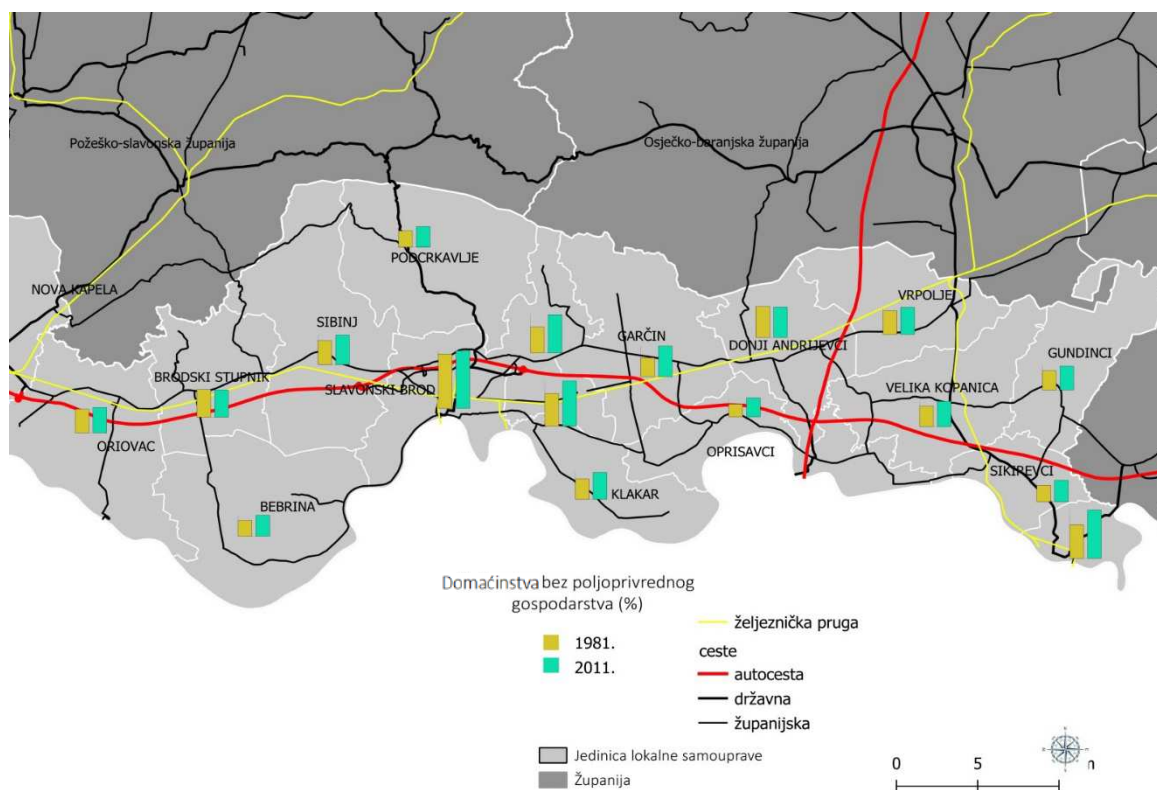 Požeško-slavonska županija
Osječko-baranjska županija
PODCRKAVLJE
NOVA KAPELA
VRPOLJE
SIBINJ
GARČIN
DONJI ANDRIJEVCI
GUNDINCI
BRODSKI STUPNIK
SLAVONSKI BROD
VELIKA KOPANICA
ORIOVAC
OPRISAVCI
SIKIREVCI
KLAKAR
BEBRINA
Domaćinstva bez poljoprivrednog
gospodarstva (%)
1981.
2011.
željeznička pruga
ceste
autocesta
državna
županijska
Jedinica lokalne samouprave
Županija
0 5 n